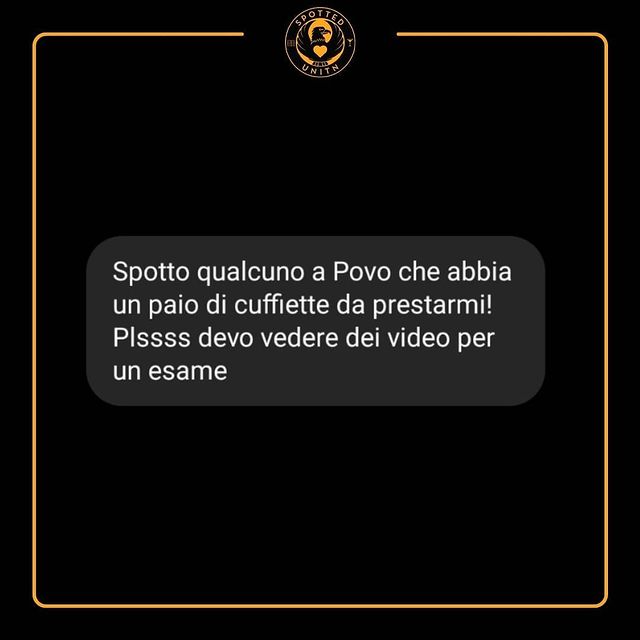 SPOTTED
UNITN
Spotto qualcuno a Povo che abbia
un paio di cuffiette da prestarmi!
Plssss devo vedere dei video per
un esame